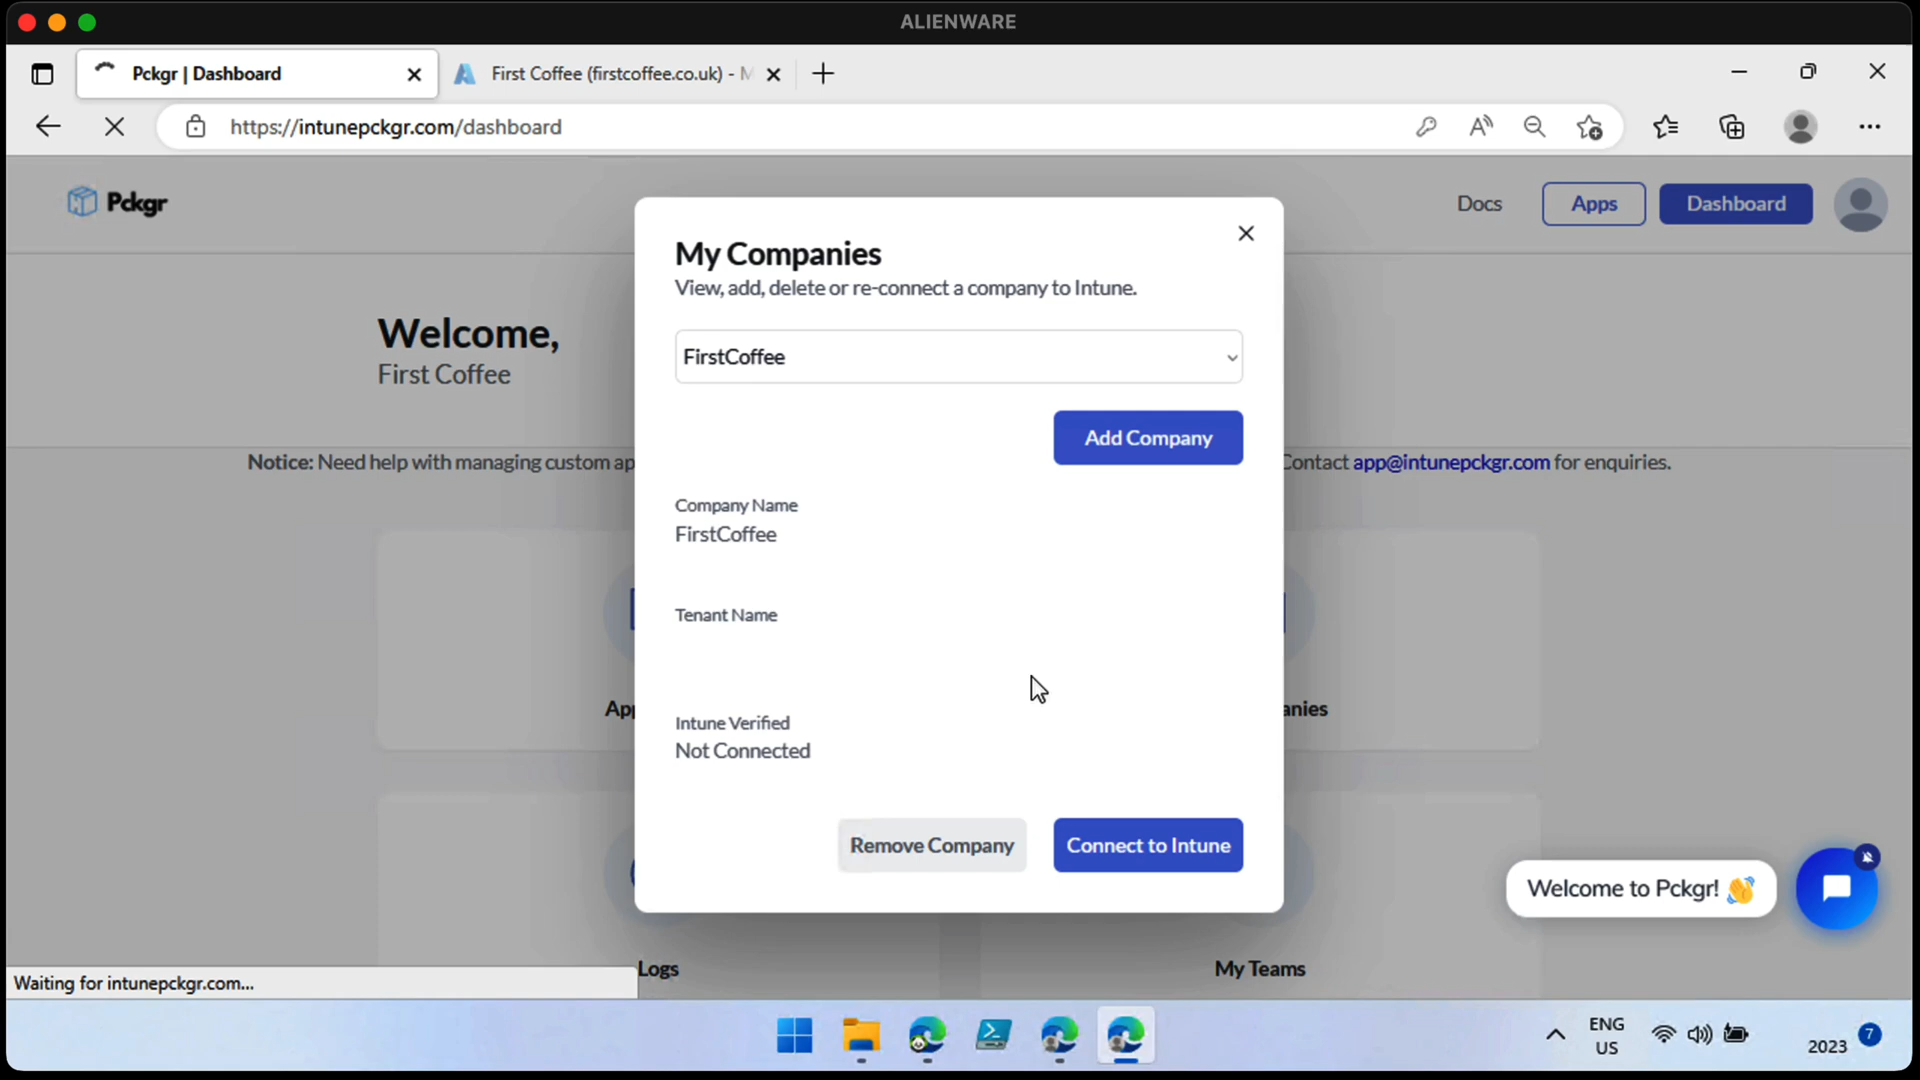 ALIENWARE
Pckgr | Dashboard
First Coffee (firstcoffee.co.uk) - M
https://intunepckgr.com/dashboard
Pckgr
Docs
Apps
Dashboard
My Companies
View, add, delete or re-connect a company to Intune.
Welcome,
First Coffee
FirstCoffee
Add Company
Notice: Need help with managing custom ap
Contact app@intunepckgr.com for enquiries.
Company Name
FirstCoffee
Tenant Name
App
anies
Intune Verified
Not Connected
Remove Company
Connect to Intune
Welcome to Pckgr! 👋
Logs
My Teams
Waiting for intunepckgr.com...
ENG
US
2023
7